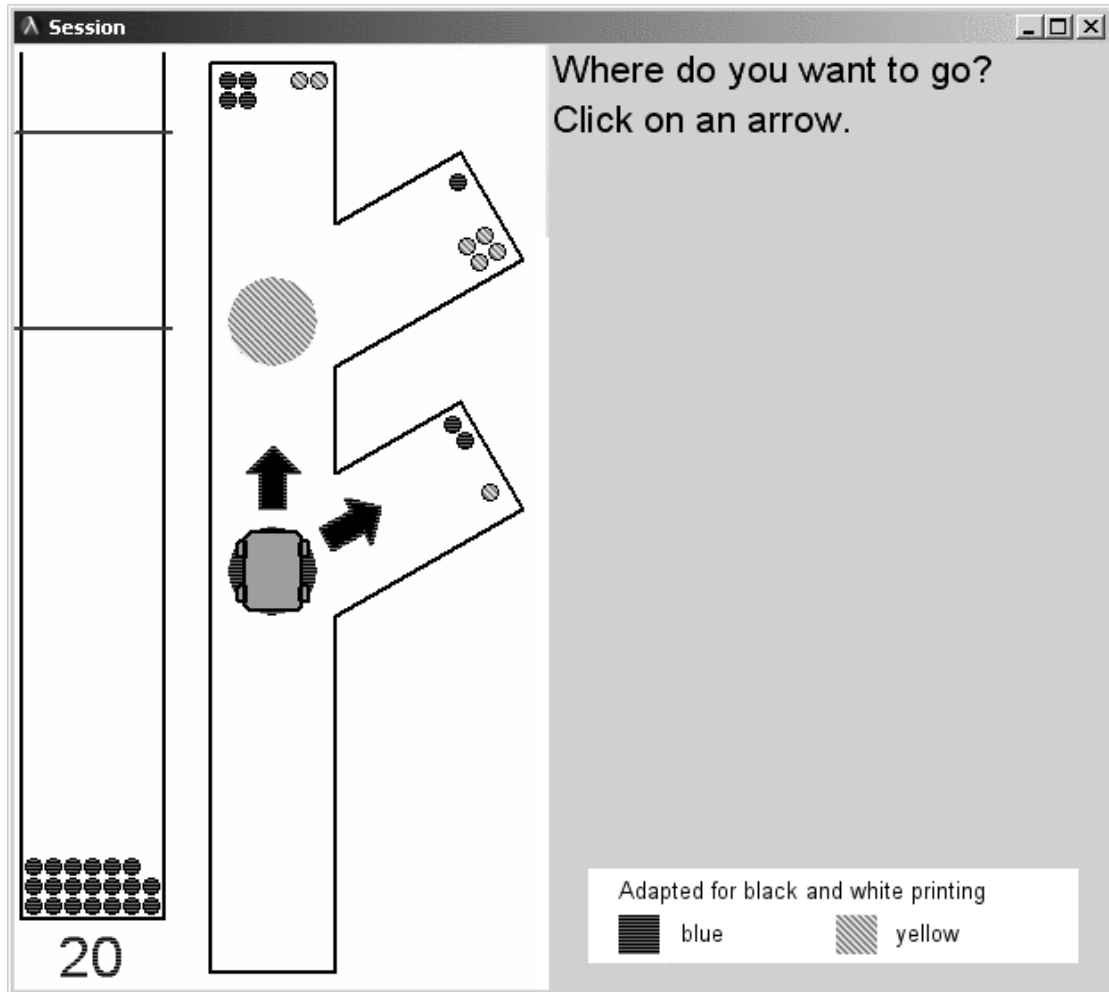 Session
Where do you want to go?
Click on an arrow.
20
Adapted for black and white printing
blue yellow